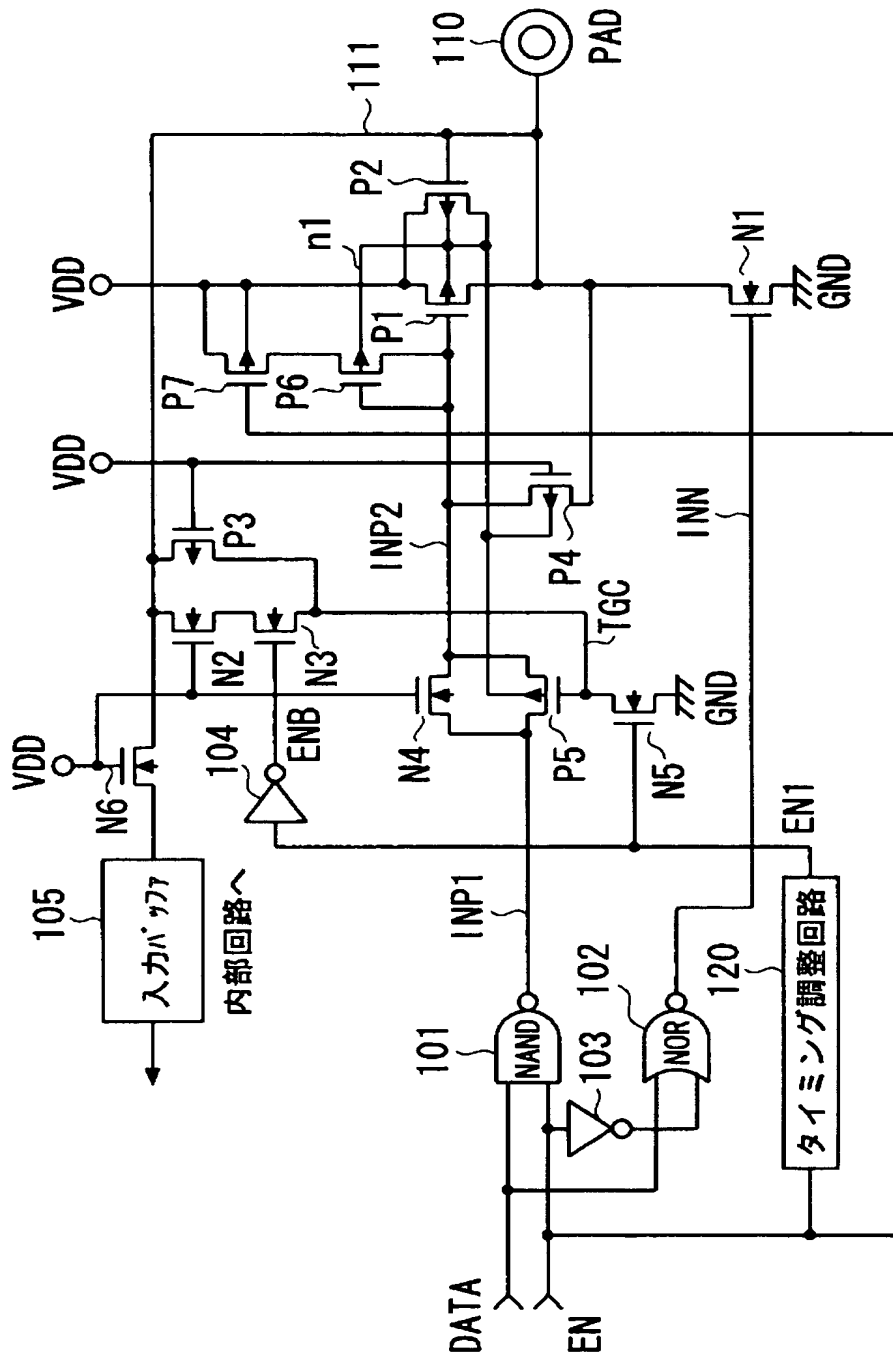 VDD
VDD
VDD
N6
105
入力バッファ
内部回路へ
104
ENB
N2
N3
P3
P7
P6
n1
P1
P2
111
110
PAD
INP2
P4
N4
P5
TGC
N5
GND
N1
GND
INN
INP1
101
NAND
102
NOR
103
EN1
120
タイミング調整回路
DATA
EN